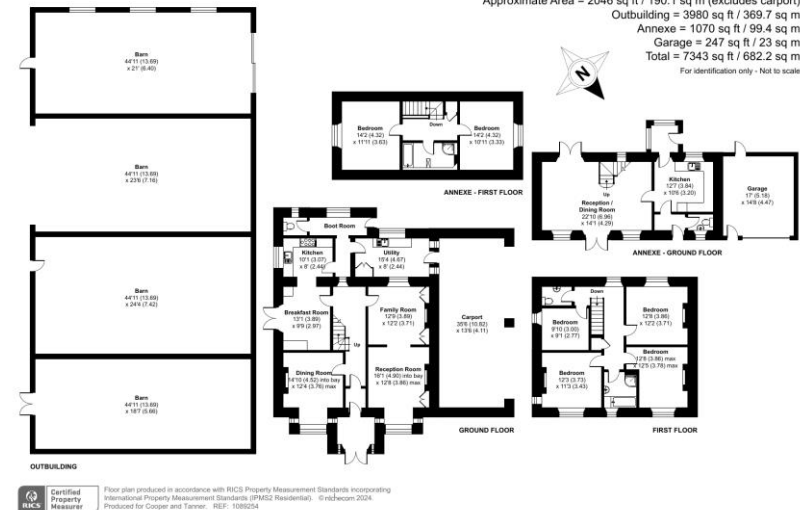 Approximate Area = 2046 sq ft / 190.1 sq m (excludes carport)
Outbuilding = 3980 sq ft / 369.7 sq m
Annexe = 1070 sq ft / 99.4 sq m
Garage = 247 sq ft / 23 sq m
Total = 7343 sq ft / 682.2 sq m
For identification only - Not to scale
N
Barn
44'11 (13.69)
x 21' (6.40)
Barn
44'11 (13.69)
x 23'6 (7.16)
Barn
44'11 (13.69)
x 24'4 (7.42)
Barn
44'11 (13.69)
x 18'7 (5.66)
OUTBUILDING
Bedroom
14'2 (4.32)
x 11'11 (3.63)
Down
Bedroom
14'2 (4.32)
x 10'11 (3.33)
ANNEXE - FIRST FLOOR
Reception /
Dining Room
22'10 (6.96)
x 14'1 (4.29)
Up
Kitchen
12'7 (3.84)
x 10'6 (3.20)
Garage
17' (5.18)
x 14'8 (4.47)
ANNEXE - GROUND FLOOR
Boot Room
Kitchen
10'1 (3.07)
x 8' (2.44)
Utility
15'4 (4.67)
x 8' (2.44)
Breakfast Room
13'1 (3.99)
x 9'9 (2.97)
Up
Family Room
12'9 (3.89)
x 12'2 (3.71)
Carport
35'6 (10.82)
x 13'6 (4.11)
Dining Room
14'10 (4.52) into bay
x 12'4 (3.76) max
Reception Room
16'1 (4.90) into bay
x 12'8 (3.86) max
GROUND FLOOR
Down
Bedroom
9'10 (3.00)
x 9'1 (2.77)
Bedroom
12'8 (3.86)
x 12'2 (3.71)
Bedroom
12'3 (3.73)
x 11'3 (3.43)
Bedroom
12'8 (3.86) max
x 12'5 (3.78) max
FIRST FLOOR
RICS
Certified
Property
Measurer
Floor plan produced in accordance with RICS Property Measurement Standards incorporating
International Property Measurement Standards (IPMS2 Residential). © nichecom 2024.
Produced for Cooper and Tanner. REF: 1089254